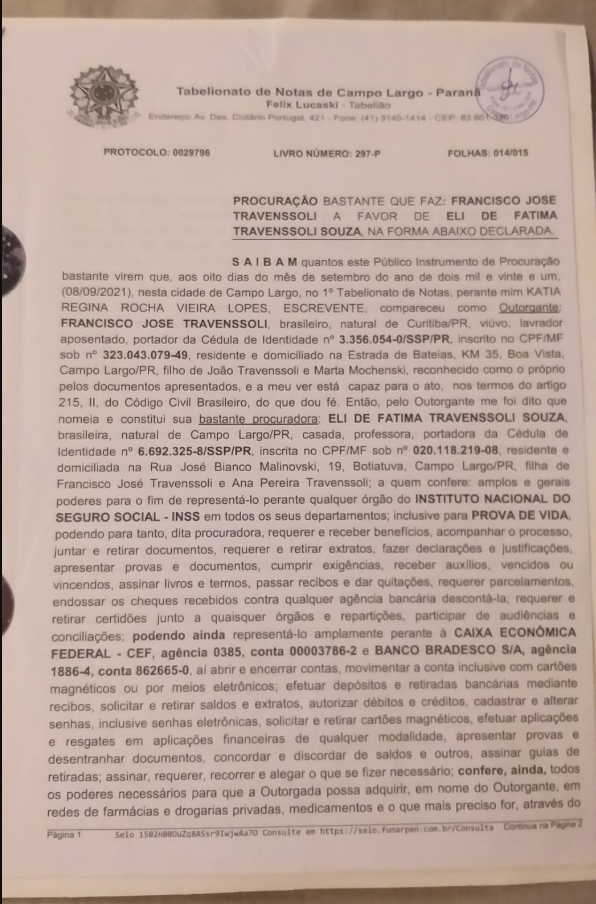 Tabelionato de Notas de Campo Largo - Paraná
Felix Lucaski - Tabelião
Endereço: Av. Des. Clotário Portugal, 421 - Fone: (41) 3140-1414 - CEP: 83 601-320
PROTOCOLO: 0029796 LIVRO NÚMERO: 297-P FOLHAS: 014/015
PROCURAÇÃO BASTANTE QUE FAZ: FRANCISCO JOSE
TRAVENSSOLI A FAVOR DE ELI DE FATIMA
TRAVENSSOLI SOUZA, NA FORMA ABAIXO DECLARADA.
S A I B A M quantos este Público Instrumento de Procuração
bastante virem que, aos oito dias do mês de setembro do ano de dois mil e vinte e um,
(08/09/2021), nesta cidade de Campo Largo, no 1º Tabelionato de Notas, perante mim KATIA
REGINA ROCHA VIEIRA LOPES, ESCREVENTE, compareceu como Outorgante:
FRANCISCO JOSE TRAVENSSOLI, brasileiro, natural de Curitiba/PR, viúvo, lavrador
aposentado, portador da Cédula de Identidade nº 3.356.054-0/SSP/PR, inscrito no CPF/MF
sob nº 323.043.079-49, residente e domiciliado na Estrada de Bateias, KM 35, Boa Vista,
Campo Largo/PR, filho de João Travenssoli e Marta Mochenski, reconhecido como o próprio
pelos documentos apresentados, e a meu ver está capaz para o ato, nos termos do artigo
215, II, do Código Civil Brasileiro, do que dou fé. Então, pelo Outorgante me foi dito que
nomeia e constitui sua bastante procuradora: ELI DE FATIMA TRAVENSSOLI SOUZA,
brasileira, natural de Campo Largo/PR, casada, professora, portadora da Cédula de
Identidade nº 6.692.325-8/SSP/PR, inscrita no CPF/MF sob nº 020.118.219-08, residente e
domiciliada na Rua José Bianco Malinovski, 19, Botiatuva, Campo Largo/PR, filha de
Francisco José Travenssoli e Ana Pereira Travenssoli; a quem confere: amplos e gerais
poderes para o fim de representá-lo perante qualquer órgão do INSTITUTO NACIONAL DO
SEGURO SOCIAL - INSS em todos os seus departamentos; inclusive para PROVA DE VIDA,
podendo para tanto, dita procuradora, requerer e receber benefícios, acompanhar o processo,
juntar e retirar documentos, requerer e retirar extratos, fazer declarações e justificações,
apresentar provas e documentos, cumprir exigências, receber auxílios, vencidos ou
vincendos, assinar livros e termos, passar recibos e dar quitações, requerer parcelamentos,
endossar os cheques recebidos contra qualquer agência bancária descontá-la; requerer e
retirar certidões junto a quaisquer órgãos e repartições, participar de audiências e
conciliações; podendo ainda representá-lo amplamente perante à CAIXA ECONÔMICA
FEDERAL - CEF, agência 0385, conta 00003786-2 e BANCO BRADESCO S/A, agência
1886-4, conta 862665-0, aí abrir e encerrar contas, movimentar a conta inclusive com cartões
magnéticos ou por meios eletrônicos; efetuar depósitos e retiradas bancárias mediante
recibos, solicitar e retirar saldos e extratos, autorizar débitos e créditos, cadastrar e alterar
senhas, inclusive senhas eletrônicas, solicitar e retirar cartões magnéticos, efetuar aplicações
e resgates em aplicações financeiras de qualquer modalidade, apresentar provas e
desentranhar documentos, concordar e discordar de saldos e outros, assinar guias de
retiradas; assinar, requerer, recorrer e alegar o que se fizer necessário; confere, ainda, todos
os poderes necessários para que a Outorgada possa adquirir, em nome do Outorgante, em
redes de farmácias e drogarias privadas, medicamentos e o que mais preciso for, através do
Página 1 Consulte em https://selo.funarpen.com.br/Consulta Continua na Página 2